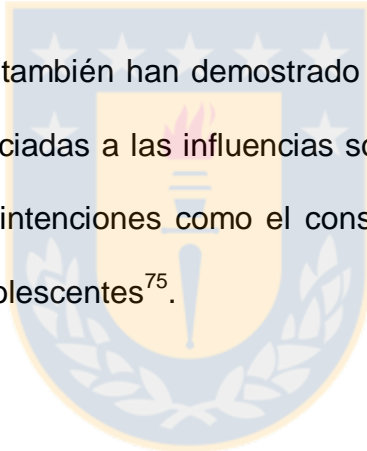 también han demostrado
ciadas a las influencias so
intenciones como el cons
olescentes⁷⁵.